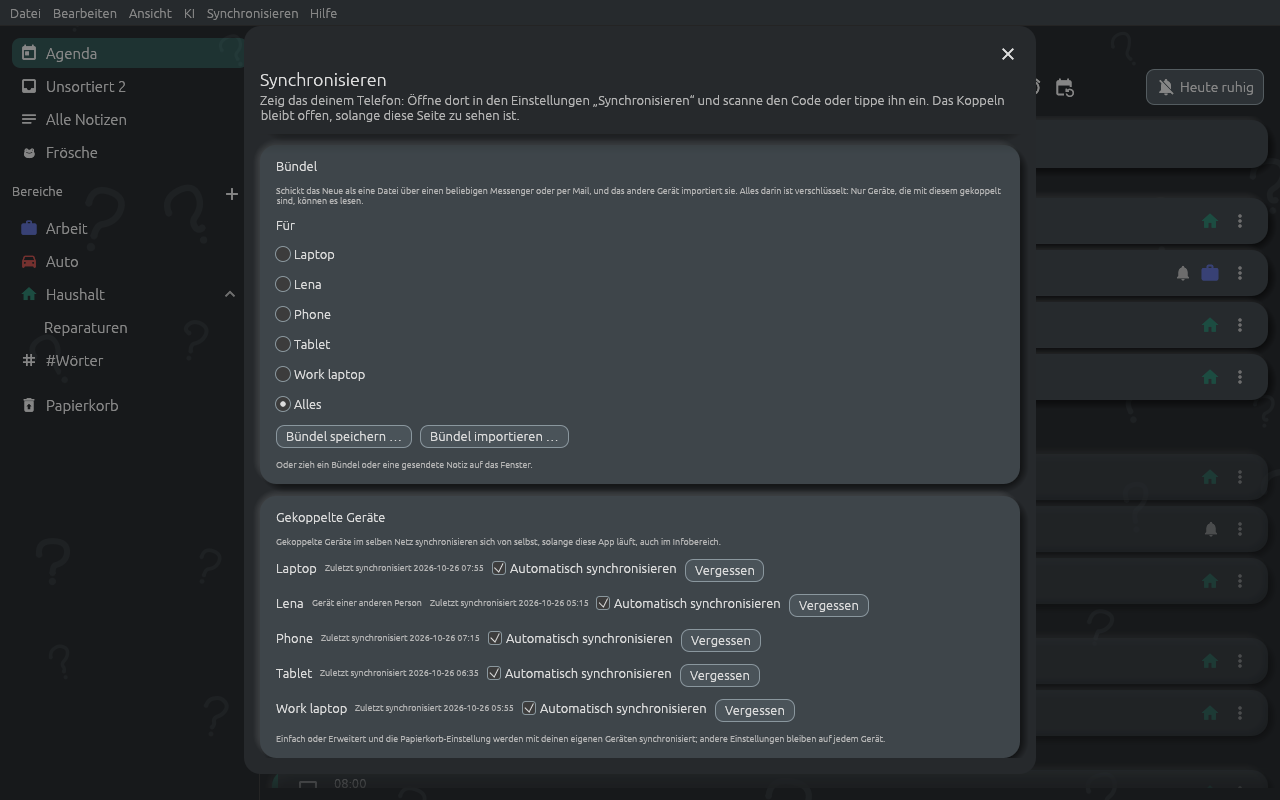 Datei Bearbeiten Ansicht KI Synchronisieren Hilfe
Agenda
Unsortiert 2
Alle Notizen
Frösche
Bereiche
Arbeit
Auto
Haushalt
Reparaturen
#Wörter
Papierkorb
Heute ruhig
Synchronisieren
Zeig das deinem Telefon: Öffne dort in den Einstellungen „Synchronisieren“ und scanne den Code oder tippe ihn ein. Das Koppeln
bleibt offen, solange diese Seite zu sehen ist.
Bündel
Schickt das Neue als eine Datei über einen beliebigen Messenger oder per Mail, und das andere Gerät importiert sie. Alles darin ist verschlüsselt: Nur Geräte, die mit diesem gekoppelt
sind, können es lesen.
Für
Laptop
Lena
Phone
Tablet
Work laptop
Alles
Bündel speichern … Bündel importieren …
Oder zieh ein Bündel oder eine gesendete Notiz auf das Fenster.
Gekoppelte Geräte
Gekoppelte Geräte im selben Netz synchronisieren sich von selbst, solange diese App läuft, auch im Infobereich.
Laptop Zuletzt synchronisiert 2026-10-26 07:55 Automatisch synchronisieren Vergessen
Lena Gerät einer anderen Person Zuletzt synchronisiert 2026-10-26 05:15 Automatisch synchronisieren Vergessen
Phone Zuletzt synchronisiert 2026-10-26 07:15 Automatisch synchronisieren Vergessen
Tablet Zuletzt synchronisiert 2026-10-26 06:35 Automatisch synchronisieren Vergessen
Work laptop Zuletzt synchronisiert 2026-10-26 05:55 Automatisch synchronisieren Vergessen
Einfach oder Erweitert und die Papierkorb-Einstellung werden mit deinen eigenen Geräten synchronisiert; andere Einstellungen bleiben auf jedem Gerät.
08:00